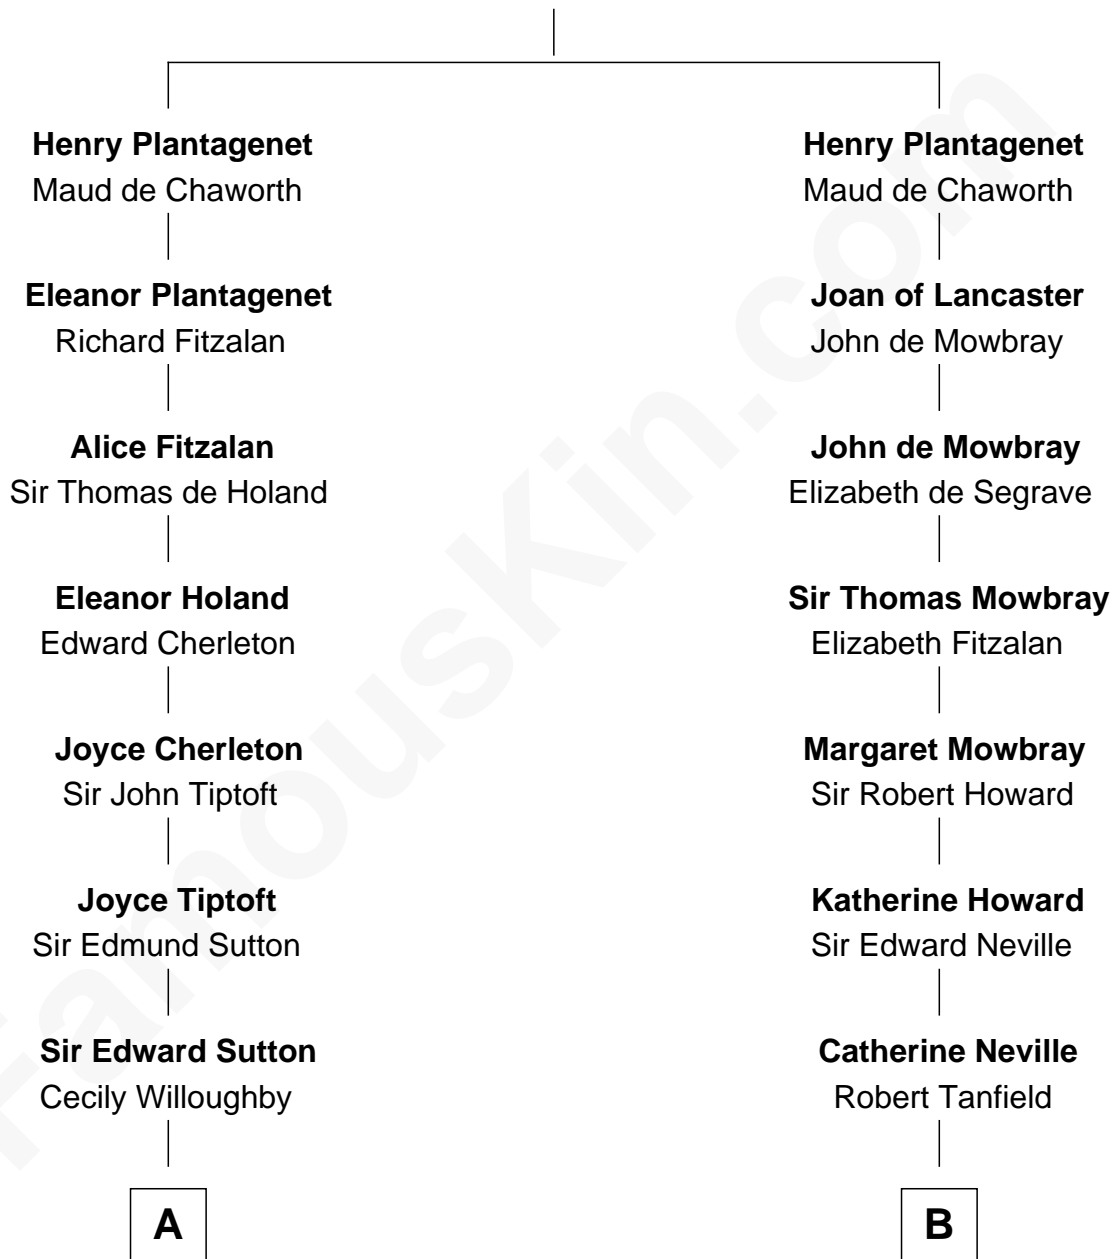 Henry Plantagenet
Maud de Chaworth
Eleanor Plantagenet
Richard Fitzalan
Alice Fitzalan
Sir Thomas de Holand
Eleanor Holand
Edward Cherleton
Joyce Cherleton
Sir John Tiptoft
Joyce Tiptoft
Sir Edmund Sutton
Sir Edward Sutton
Cecily Willoughby
A
Henry Plantagenet
Maud de Chaworth
Joan of Lancaster
John de Mowbray
John de Mowbray
Elizabeth de Segrave
Sir Thomas Mowbray
Elizabeth Fitzalan
Margaret Mowbray
Sir Robert Howard
Katherine Howard
Sir Edward Neville
Catherine Neville
Robert Tanfield
B
FamousKin.com